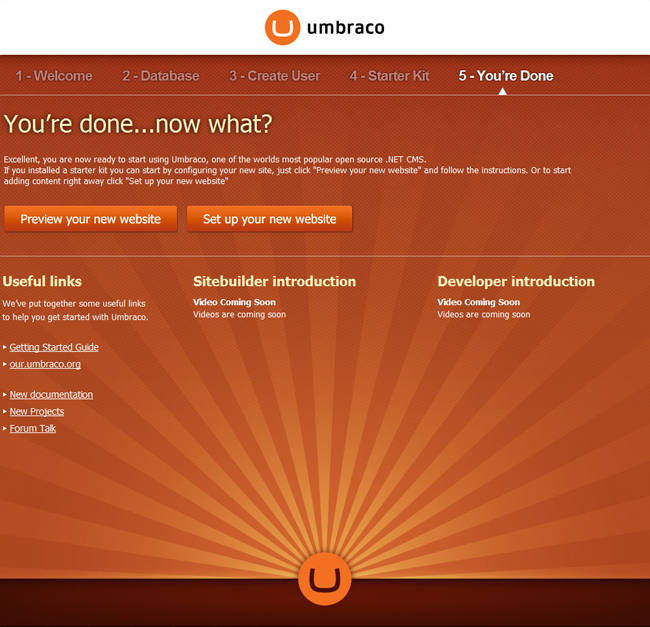 umbraco
1 - Welcome 2 - Database 3 - Create User 4 - Starter Kit 5 - You're Done
You're done...now what?
Excellent, you are now ready to start using Umbraco, one of the worlds most popular open source .NET CMS.
If you installed a starter kit you can start by configuring your new site, just click "Preview your new website" and follow the instructions. Or to start
adding content right away click "Set up your new website"
Preview your new website Set up your new website
Useful links
We've put together some useful links
to help you get started with Umbraco.
Getting Started Guide
our.umbraco.org
New documentation
New Projects
Forum Talk
Sitebuilder introduction
Video Coming Soon
Videos are coming soon
Developer introduction
Video Coming Soon
Videos are coming soon